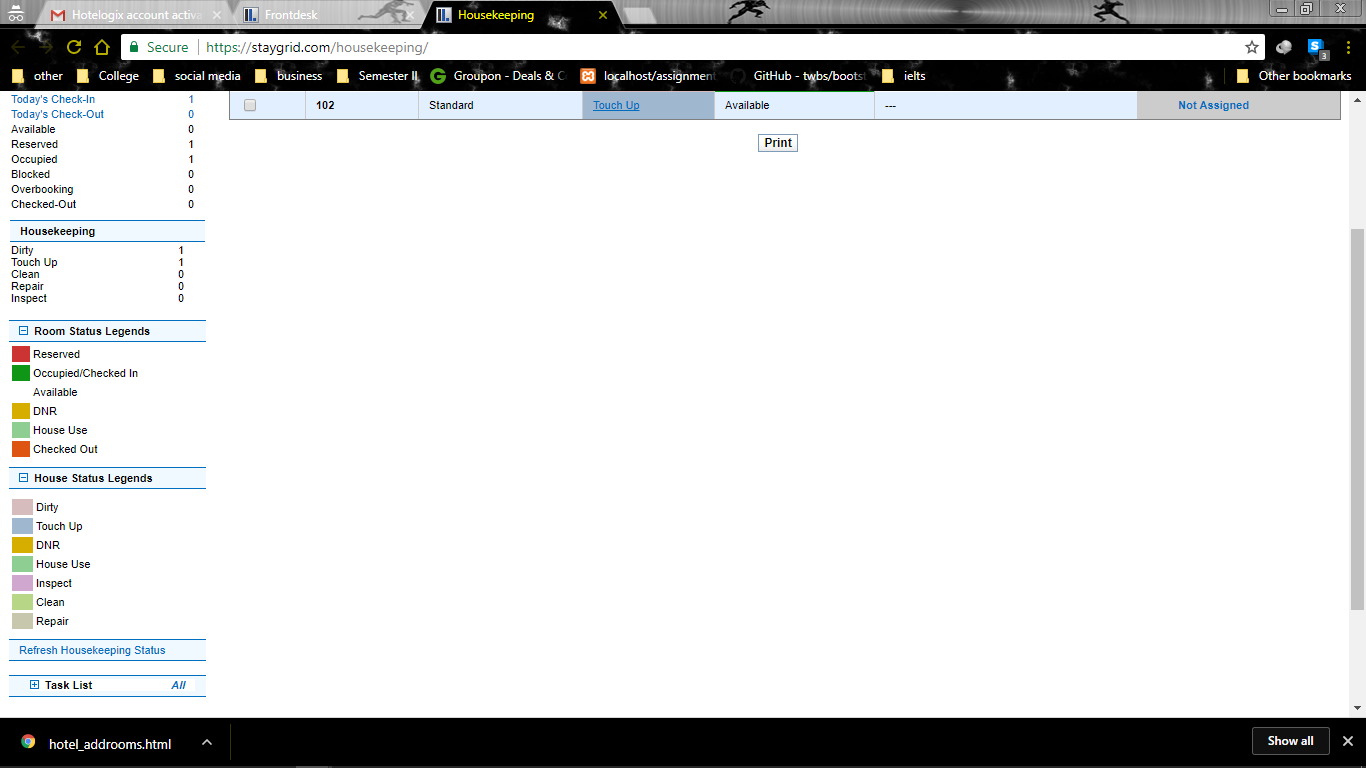 Hotelogix account activa
Frontdesk
Housekeeping
Secure https://staygrid.com/housekeeping/
3
other College social media business Semester II Groupon - Deals & C localhost/assignment GitHub - twbs/boots ielts Other bookmarks
Today's Check-In 1
Today's Check-Out 0
Available 0
Reserved 1
Occupied 1
Blocked 0
Overbooking 0
Checked-Out 0
102 Standard Touch Up Available --- Not Assigned
Print
Housekeeping
Dirty 1
Touch Up 1
Clean 0
Repair 0
Inspect 0
Room Status Legends
Reserved
Occupied/Checked In
Available
DNR
House Use
Checked Out
House Status Legends
Dirty
Touch Up
DNR
House Use
Inspect
Clean
Repair
Refresh Housekeeping Status
Task List All
hotel_addrooms.html
Show all